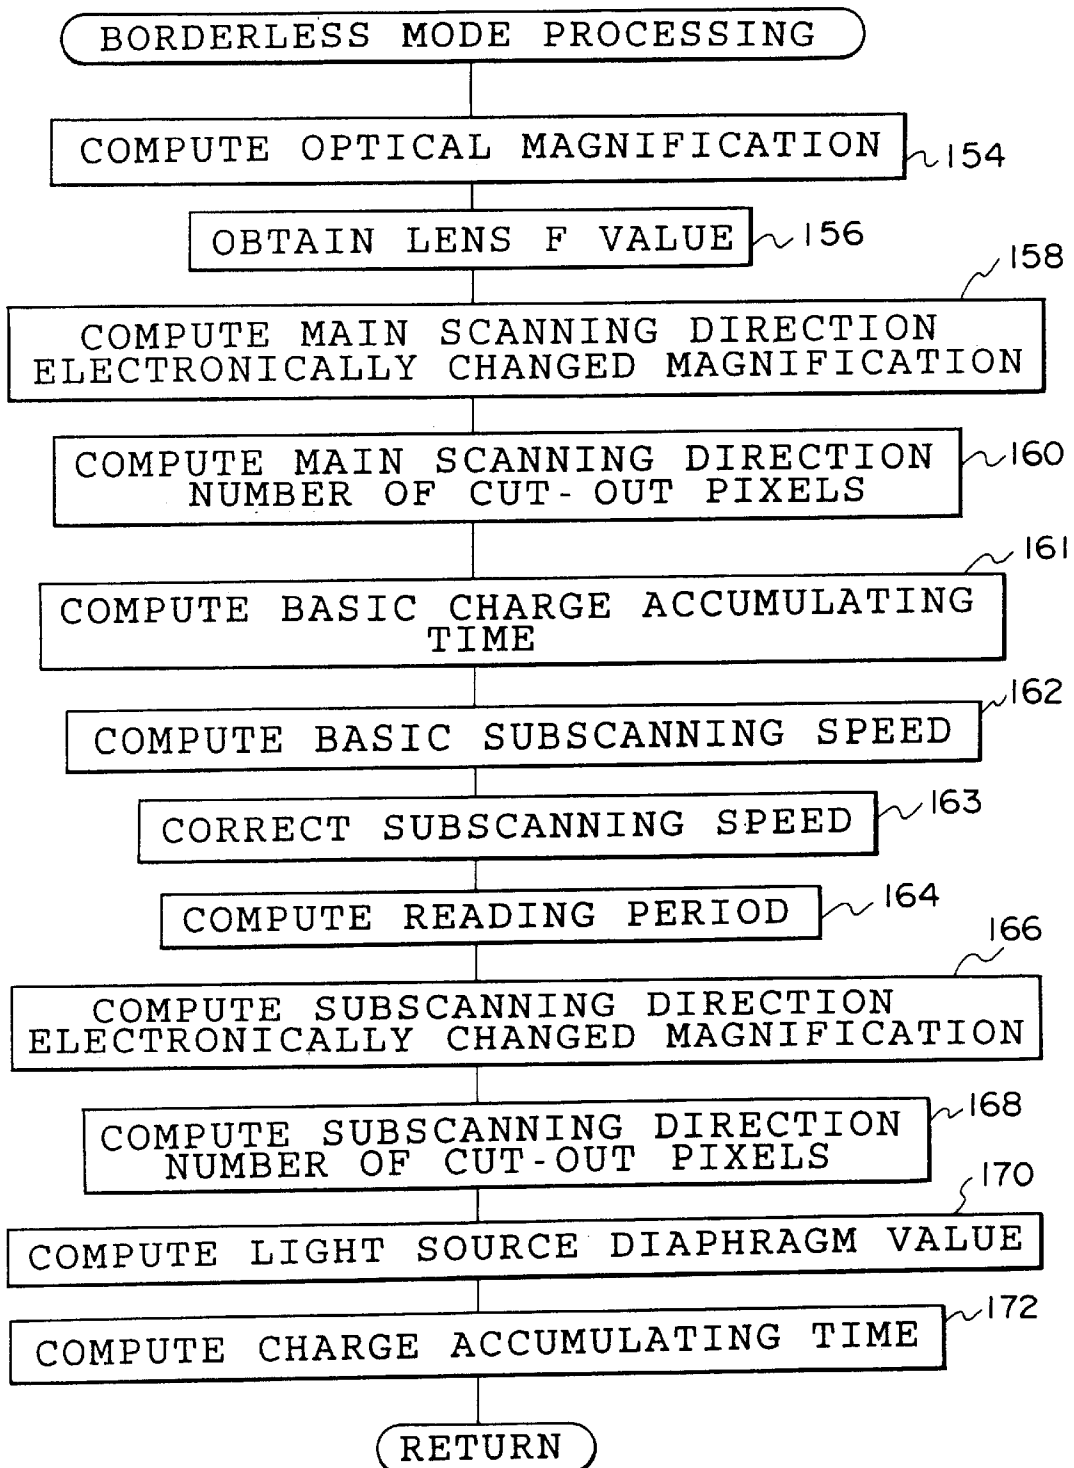 BORDERLESS MODE PROCESSING
COMPUTE OPTICAL MAGNIFICATION
154
OBTAIN LENS F VALUE
156
158
COMPUTE MAIN SCANNING DIRECTION
ELECTRONICALLY CHANGED MAGNIFICATION
COMPUTE MAIN SCANNING DIRECTION
NUMBER OF CUT-OUT PIXELS
160
161
COMPUTE BASIC CHARGE ACCUMULATING
TIME
162
COMPUTE BASIC SUBSCANNING SPEED
CORRECT SUBSCANNING SPEED
163
COMPUTE READING PERIOD
164
166
COMPUTE SUBSCANNING DIRECTION
ELECTRONICALLY CHANGED MAGNIFICATION
COMPUTE SUBSCANNING DIRECTION
NUMBER OF CUT-OUT PIXELS
168
170
COMPUTE LIGHT SOURCE DIAPHRAGM VALUE
172
COMPUTE CHARGE ACCUMULATING TIME
RETURN